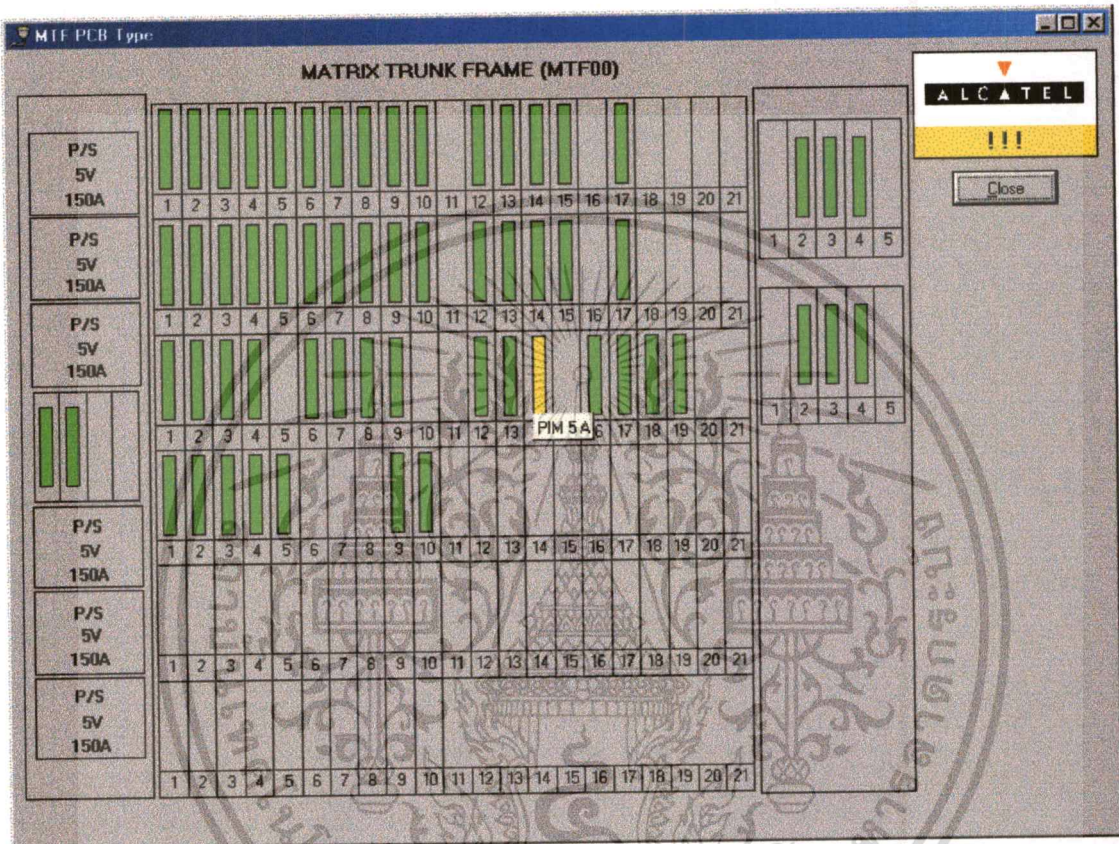 MTF PCB Type
MATRIX TRUNK FRAME (MTF00)
ALCATEL
!!!
Close
P/S
5V
150A
P/S
5V
150A
P/S
5V
150A
P/S
5V
150A
P/S
5V
150A
P/S
5V
150A
1 2 3 4 5 6 7 8 9 10 11 12 13 14 15 16 17 18 19 20 21
1 2 3 4 5 6 7 8 9 10 11 12 13 14 15 16 17 18 19 20 21
1 2 3 4 5 6 7 8 9 10 11 12 13 PIM 5A 6 17 18 19 20 21
1 2 3 4 5 6 7 8 9 10 11 12 13 14 15 16 17 18 19 20 21
1 2 3 4 5 6 7 8 9 10 11 12 13 14 15 16 17 18 19 20 21
1 2 3 4 5 6 7 8 9 10 11 12 13 14 15 16 17 18 19 20 21
1 2 3 4 5
1 2 3 4 5